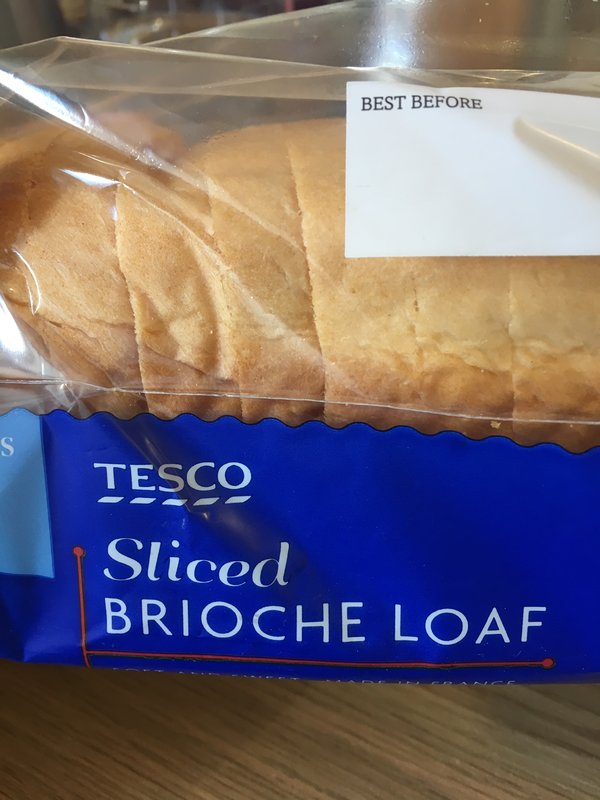 BEST BEFORE
S
TESCO
Sliced
BRIOCHE LOAF